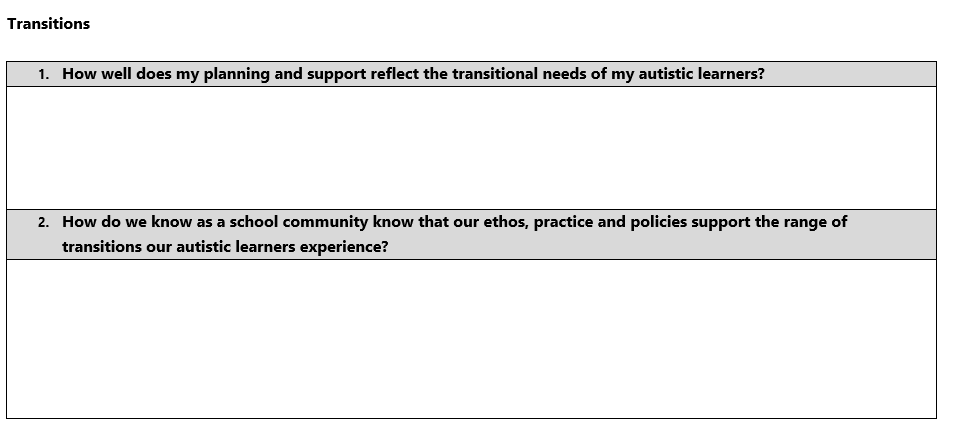 Transitions
1. How well does my planning and support reflect the transitional needs of my autistic learners?
2. How do we know as a school community know that our ethos, practice and policies support the range of
transitions our autistic learners experience?